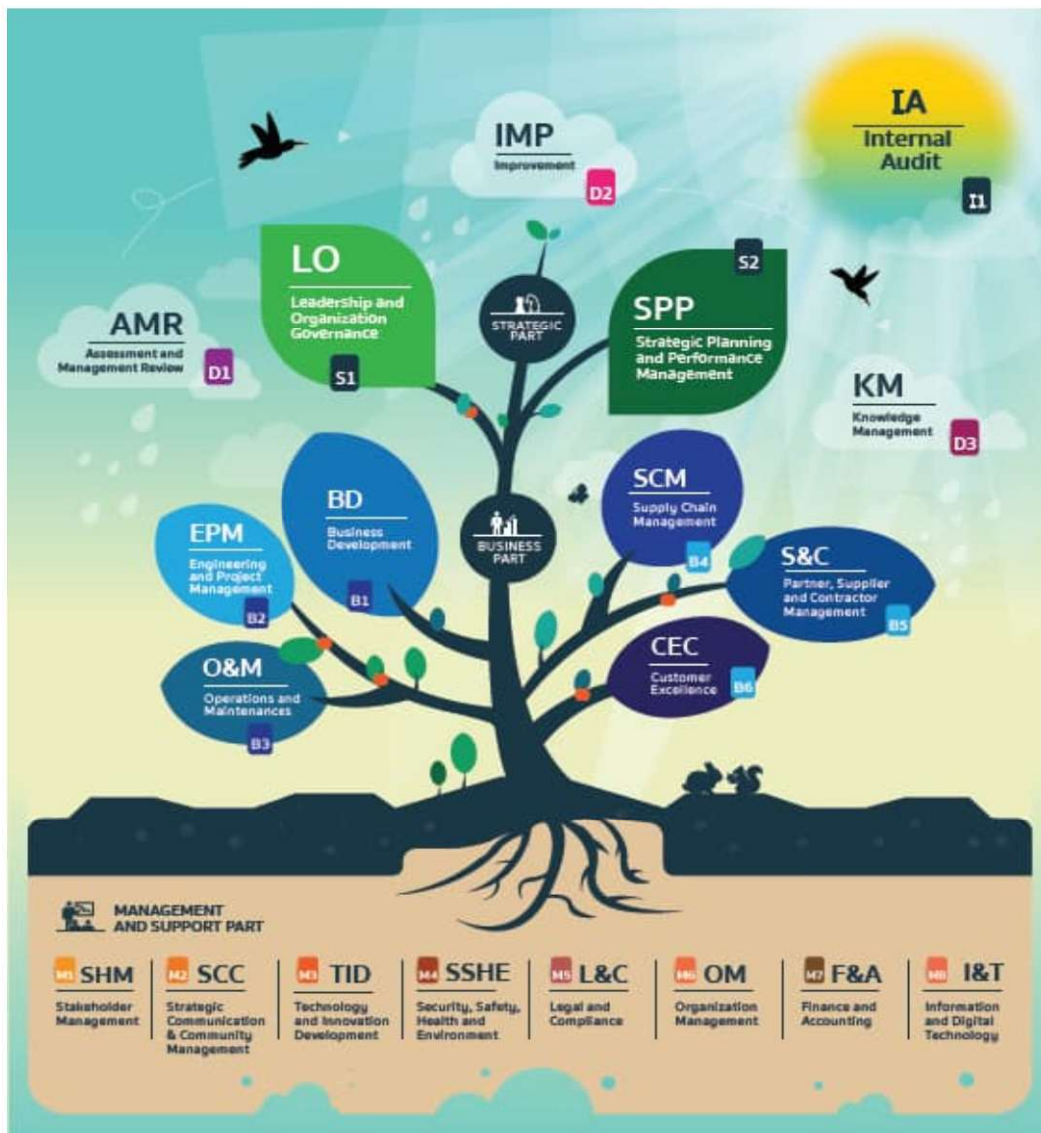 IMP
Improvement
D2
IA
Internal
Audit
I1
LO
Leadership and
Organization
Governance
S1
STRATEGIC
PART
S2
SPP
Strategic Planning
and Performance
Management
AMR
Assessment and
Management Review
D1
KM
Knowledge
Management
D3
BD
Business
Development
B1
BUSINESS
PART
SCM
Supply Chain
Management
B4
EPM
Engineering
and Project
Management
B2
S&C
Partner, Supplier
and Contractor
Management
B5
O&M
Operations and
Maintenances
B3
CEC
Customer
Excellence
B6
MANAGEMENT
AND SUPPORT PART
M1 SHM
Stakeholder
Management
M2 SCC
Strategic
Communication
& Community
Management
M3 TID
Technology
and Innovation
Development
M4 SSHE
Security, Safety,
Health and
Environment
M5 L&C
Legal and
Compliance
M6 OM
Organization
Management
M7 F&A
Finance and
Accounting
M8 I&T
Information
and Digital
Technology